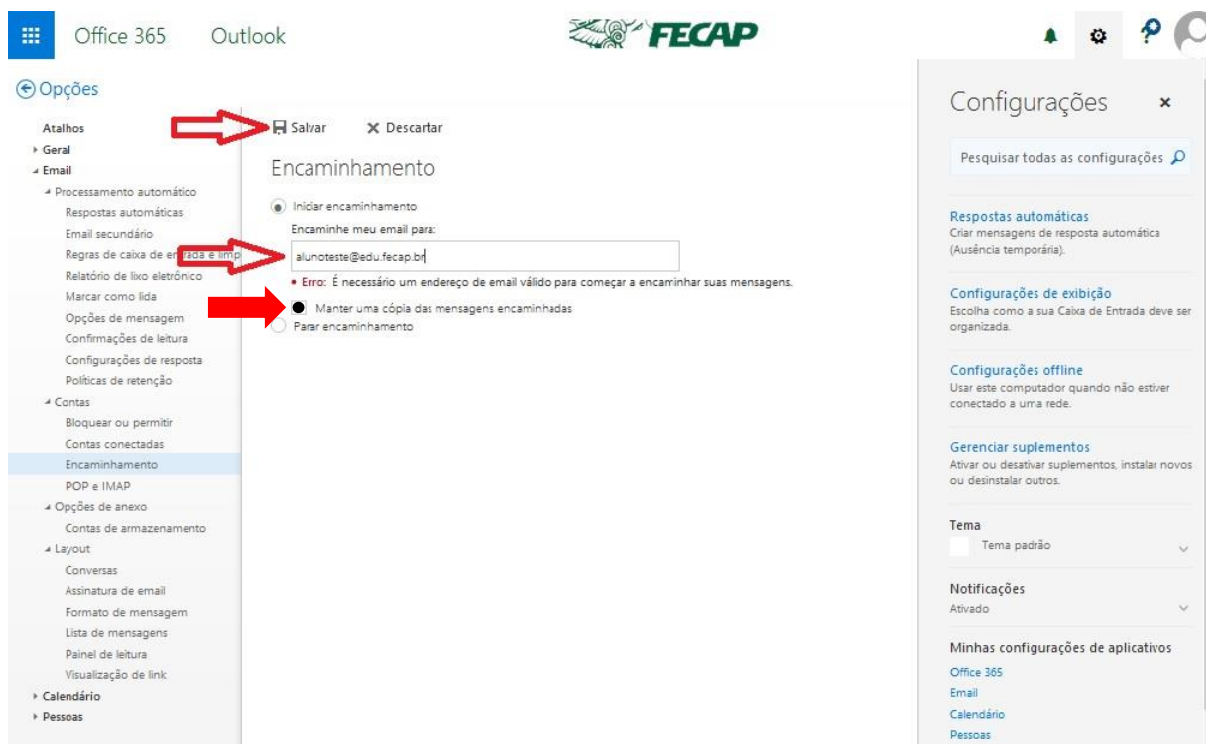 Office 365 Outlook FECAP
Opções
Atalhos
Geral
Email
Processamento automático
Respostas automáticas
Email secundário
Regras de caixa de entrada e limp
Relatório de lixo eletrônico
Marcar como lida
Opções de mensagem
Confirmações de leitura
Configurações de resposta
Políticas de retenção
Contas
Bloquear ou permitir
Contas conectadas
Encaminhamento
POP e IMAP
Opções de anexo
Contas de armazenamento
Layout
Conversas
Assinatura de email
Formato de mensagem
Lista de mensagens
Painel de leitura
Visualização de link
Calendário
Pessoas
Salvar Descartar
Encaminhamento
Iniciar encaminhamento
Encaminhe meu email para:
alunoteste@edu.fecap.br
• Erro: É necessário um endereço de email válido para começar a encaminhar suas mensagens.
Manter uma cópia das mensagens encaminhadas
Parar encaminhamento
Configurações ×
Pesquisar todas as configurações
Respostas automáticas
Criar mensagens de resposta automática
(Ausência temporária).
Configurações de exibição
Escolha como a sua Caixa de Entrada deve ser
organizada.
Configurações offline
Usar este computador quando não estiver
conectado a uma rede.
Gerenciar suplementos
Ativar ou desativar suplementos, instalar novos
ou desinstalar outros.
Tema
Tema padrão
Notificações
Ativado
Minhas configurações de aplicativos
Office 365
Email
Calendário
Pessoas